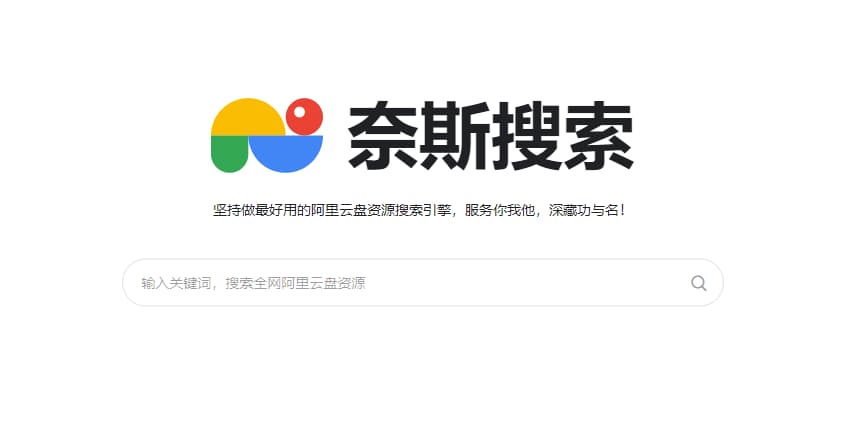 奈斯搜索
坚持做最好用的阿里云盘资源搜索引擎，服务你我他，深藏功与名！
输入关键词，搜索全网阿里云盘资源